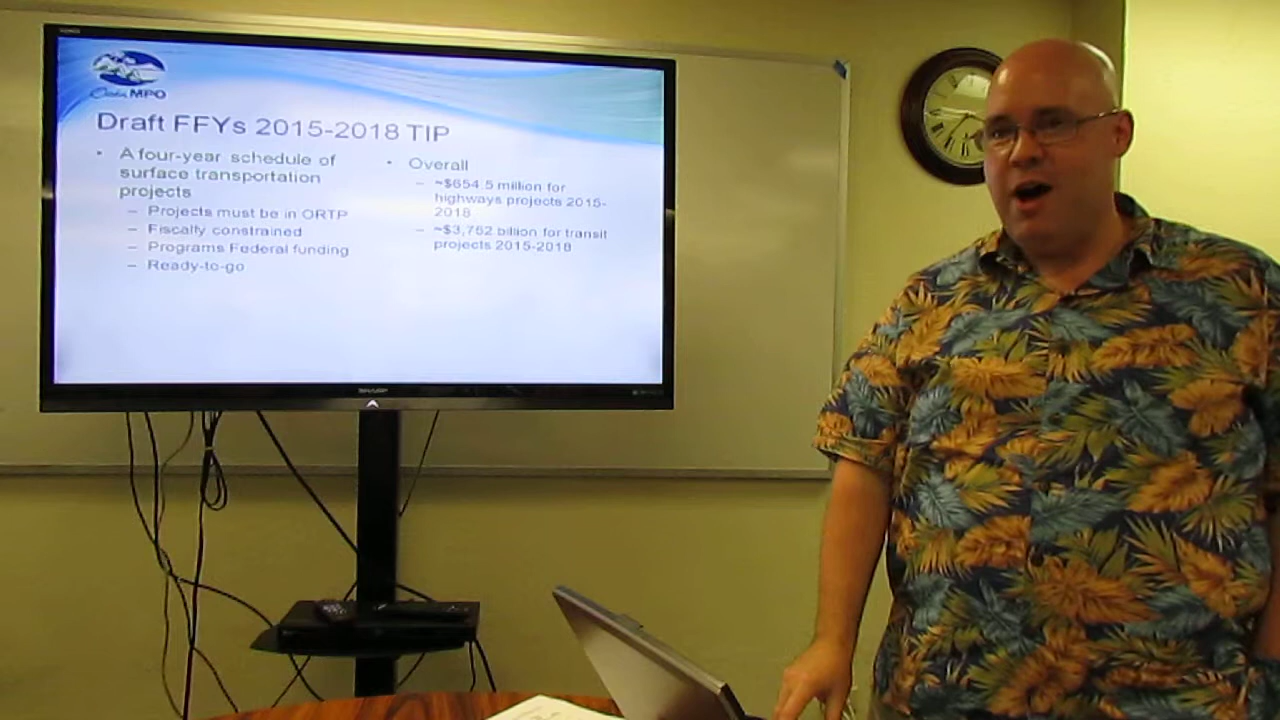 Oahu MPO
Draft FFYs 2015-2018 TIP
• A four-year schedule of
surface transportation
projects
– Projects must be in ORTP
– Fiscally constrained
– Programs Federal funding
– Ready-to-go
• Overall
– ~$654.5 million for
highways projects 2015-
2018
– ~$3,752 billion for transit
projects 2015-2018
SHARP